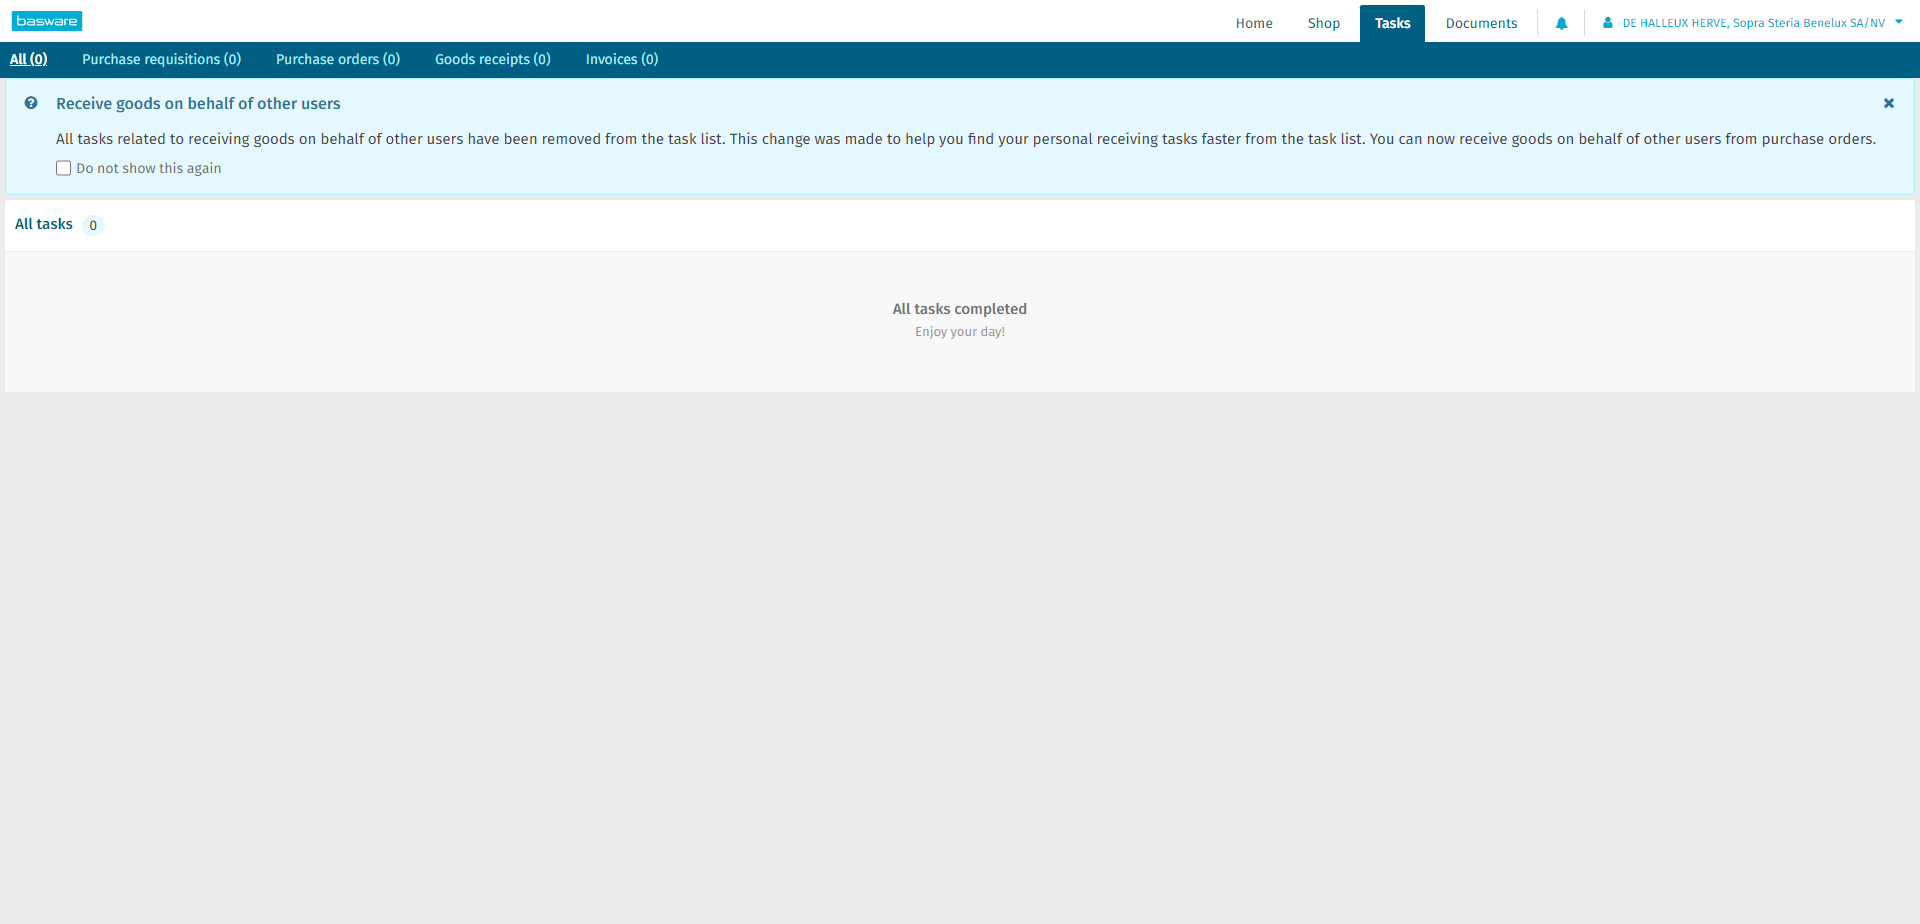 basware
Home Shop Tasks Documents DE HALLEUX HERVE, Sopra Steria Benelux SA/NV
All (0) Purchase requisitions (0) Purchase orders (0) Goods receipts (0) Invoices (0)
Receive goods on behalf of other users
All tasks related to receiving goods on behalf of other users have been removed from the task list. This change was made to help you find your personal receiving tasks faster from the task list. You can now receive goods on behalf of other users from purchase orders.
Do not show this again
All tasks 0
All tasks completed
Enjoy your day!